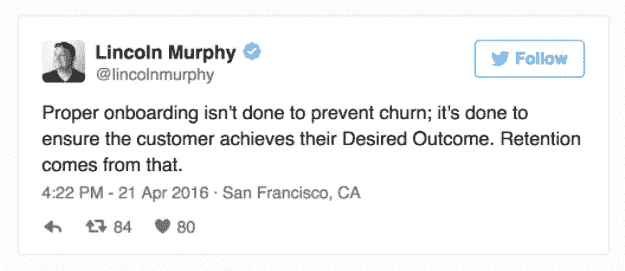 Lincoln Murphy
@lincolnmurphy
Follow
Proper onboarding isn't done to prevent churn; it's done to
ensure the customer achieves their Desired Outcome. Retention
comes from that.
4:22 PM - 21 Apr 2016 · San Francisco, CA
84 80